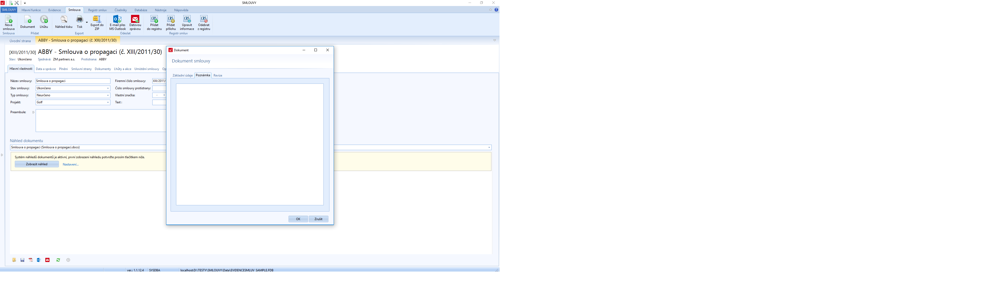 SMLOUVY
SMLOUVY Hlavní funkce Evidence Smlouva Registr smluv Číselníky Databáze Nástroje Nápověda
Nová smlouva
Dokument
Lhůtu
Náhled tisku
Tisk
Export do ZIP
E-mail přes MS Outlook
Datovou zprávou
Přidat do registru
Přidat přílohu
Upravit informace
Odebrat z registru
Smlouva Přidat Export Odeslat Registr smluv
Úvodní strana ABBY - Smlouva o propagaci (č. XIII/2011/30)
[XIII/2011/30] ABBY - Smlouva o propagaci (č. XIII/2011/30)
Stav: Ukončeno Sjednává: ZM partners a.s. Protistrana: ABBY
Hlavní vlastnosti Data a správce Plnění Smluvní strany Dokumenty Lhůty a akce Umístění smlouvy Op
Název smlouvy: Smlouva o propagaci Firemní číslo smlouvy: XIII/2011/
Stav smlouvy: Ukončeno Číslo smlouvy protistrany:
Typ smlouvy: Neurčeno Vlastní značka: -
Projekt: Golf Text :
Preambule:
Náhled dokumentu
Smlouva o propagaci (Smlouva o propagaci.docx)
Systém náhledů dokumentů je aktivní, první zobrazení náhledu potvrďte prosím tlačítkem níže.
Zobrazit náhled Nastavení...
Dokument
Dokument smlouvy
Základní údaje Poznámka Revize
OK Zrušit
ver.: 1.1.12.4 SYSDBA localhost:D:\TESTY\SMLOUVY\Data\EVIDENCESMLUV_SAMPLE.FDB